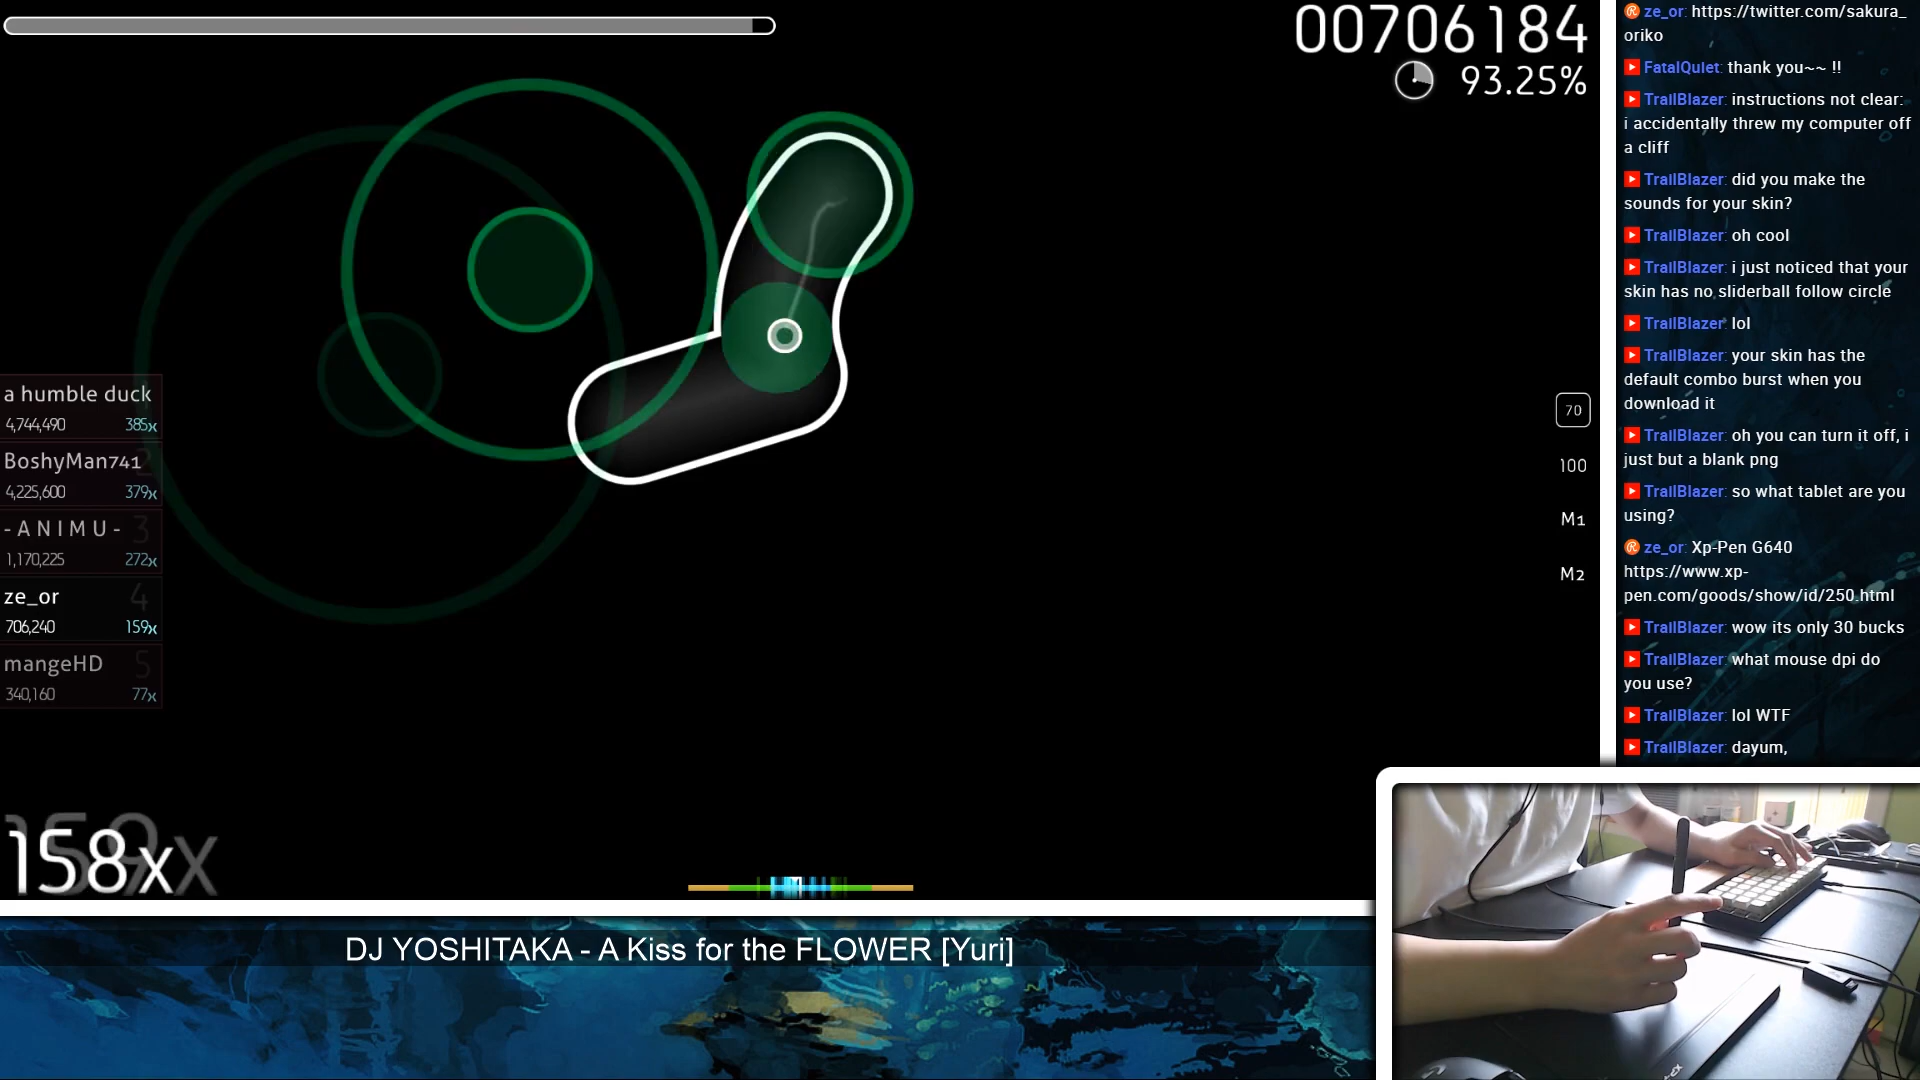 00706184
93.25%
ze_or: https://twitter.com/sakura_
oriko
FatalQuiet: thank you~~ !!
TrailBlazer: instructions not clear:
i accidentally threw my computer off
a cliff
TrailBlazer: did you make the
sounds for your skin?
TrailBlazer: oh cool
TrailBlazer: i just noticed that your
skin has no sliderball follow circle
TrailBlazer: lol
TrailBlazer: your skin has the
default combo burst when you
download it
TrailBlazer: oh you can turn it off, i
just but a blank png
TrailBlazer: so what tablet are you
using?
ze_or: Xp-Pen G640
https://www.xp-
pen.com/goods/show/id/250.html
TrailBlazer: wow its only 30 bucks
TrailBlazer: what mouse dpi do
you use?
TrailBlazer: lol WTF
TrailBlazer: dayum,
a humble duck
4,744,490 385x
BoshyMan741 2
4,225,600 379x
- A N I M U - 3
1,170,225 272x
ze_or 4
706,240 159x
mangeHD 5
340,160 77x
70
100
M1
M2
158x
159x
DJ YOSHITAKA - A Kiss for the FLOWER [Yuri]